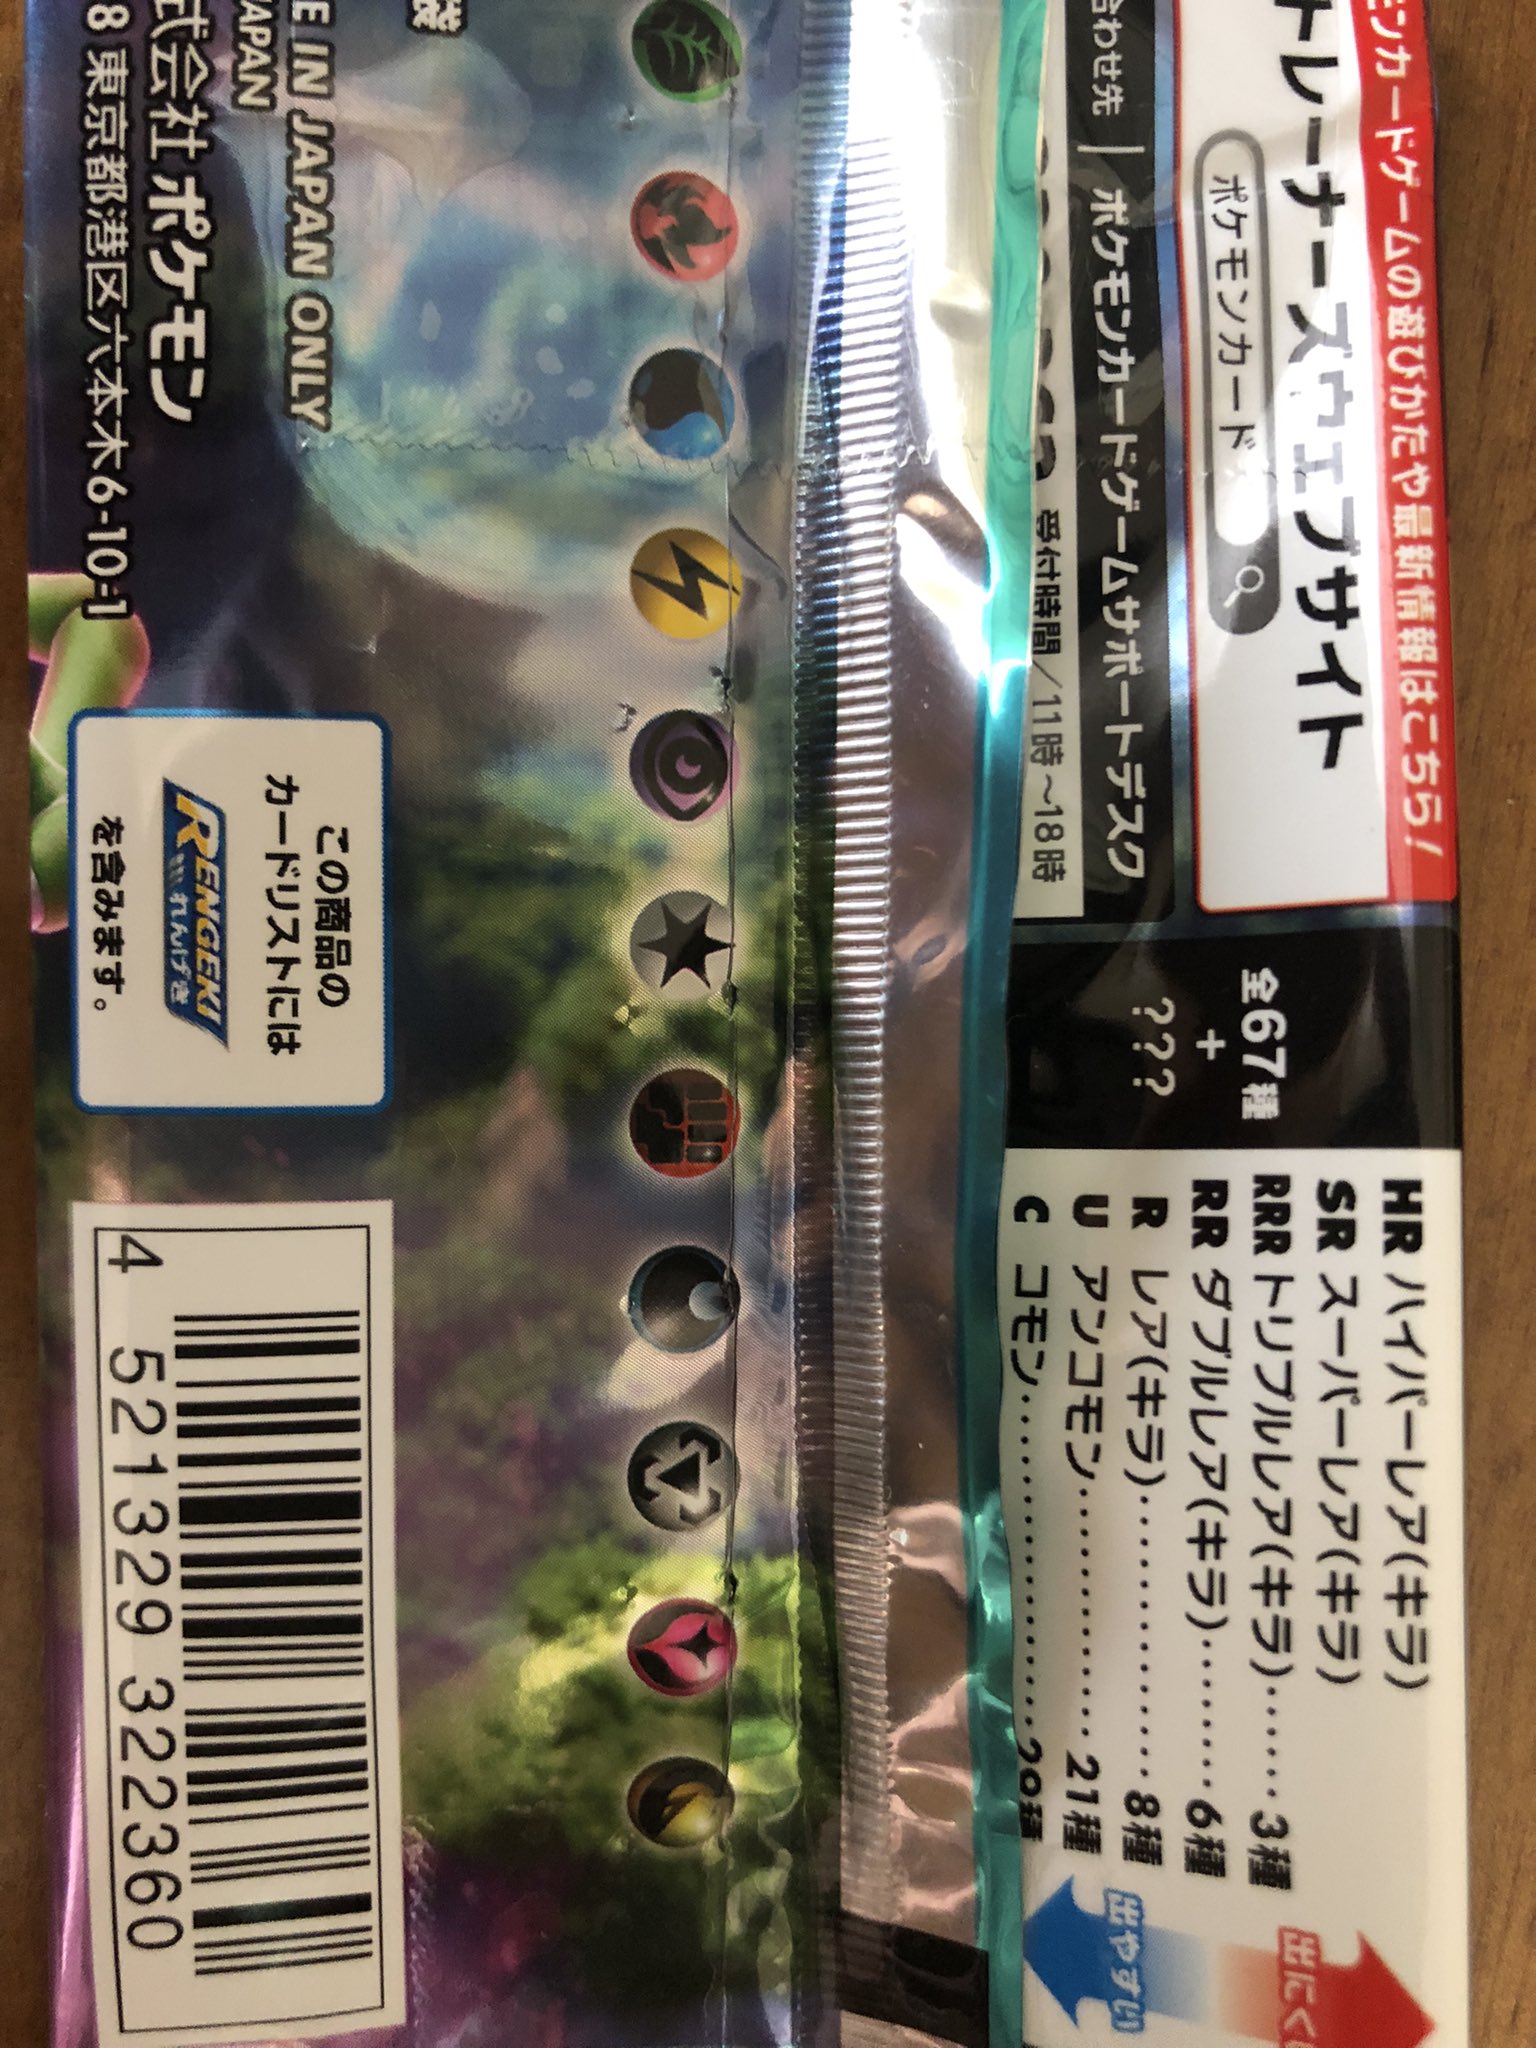 モンカードゲームの遊びかたや最新情報はこちら!
トレーナーズウェブサイト
ポケモンカード
合わせ先
ポケモンカードゲームサポートデスク
受付時間/11時~18時
全67種
+
???
HR ハイパーレア(キラ)
SR スーパーレア(キラ)
RRR トリプルレア(キラ)......3種
RR ダブルレア(キラ)........6種
R レア(キラ)................8種
U アンコモン..............21種
C コモン
出にく
出やすい
袋
E IN JAPAN ONLY
JAPAN
式会社ポケモン
8 東京都港区六本木6-10-1
この商品の
カードリストには
RENGEKI
れんげき
を含みます。
4 521329 322360